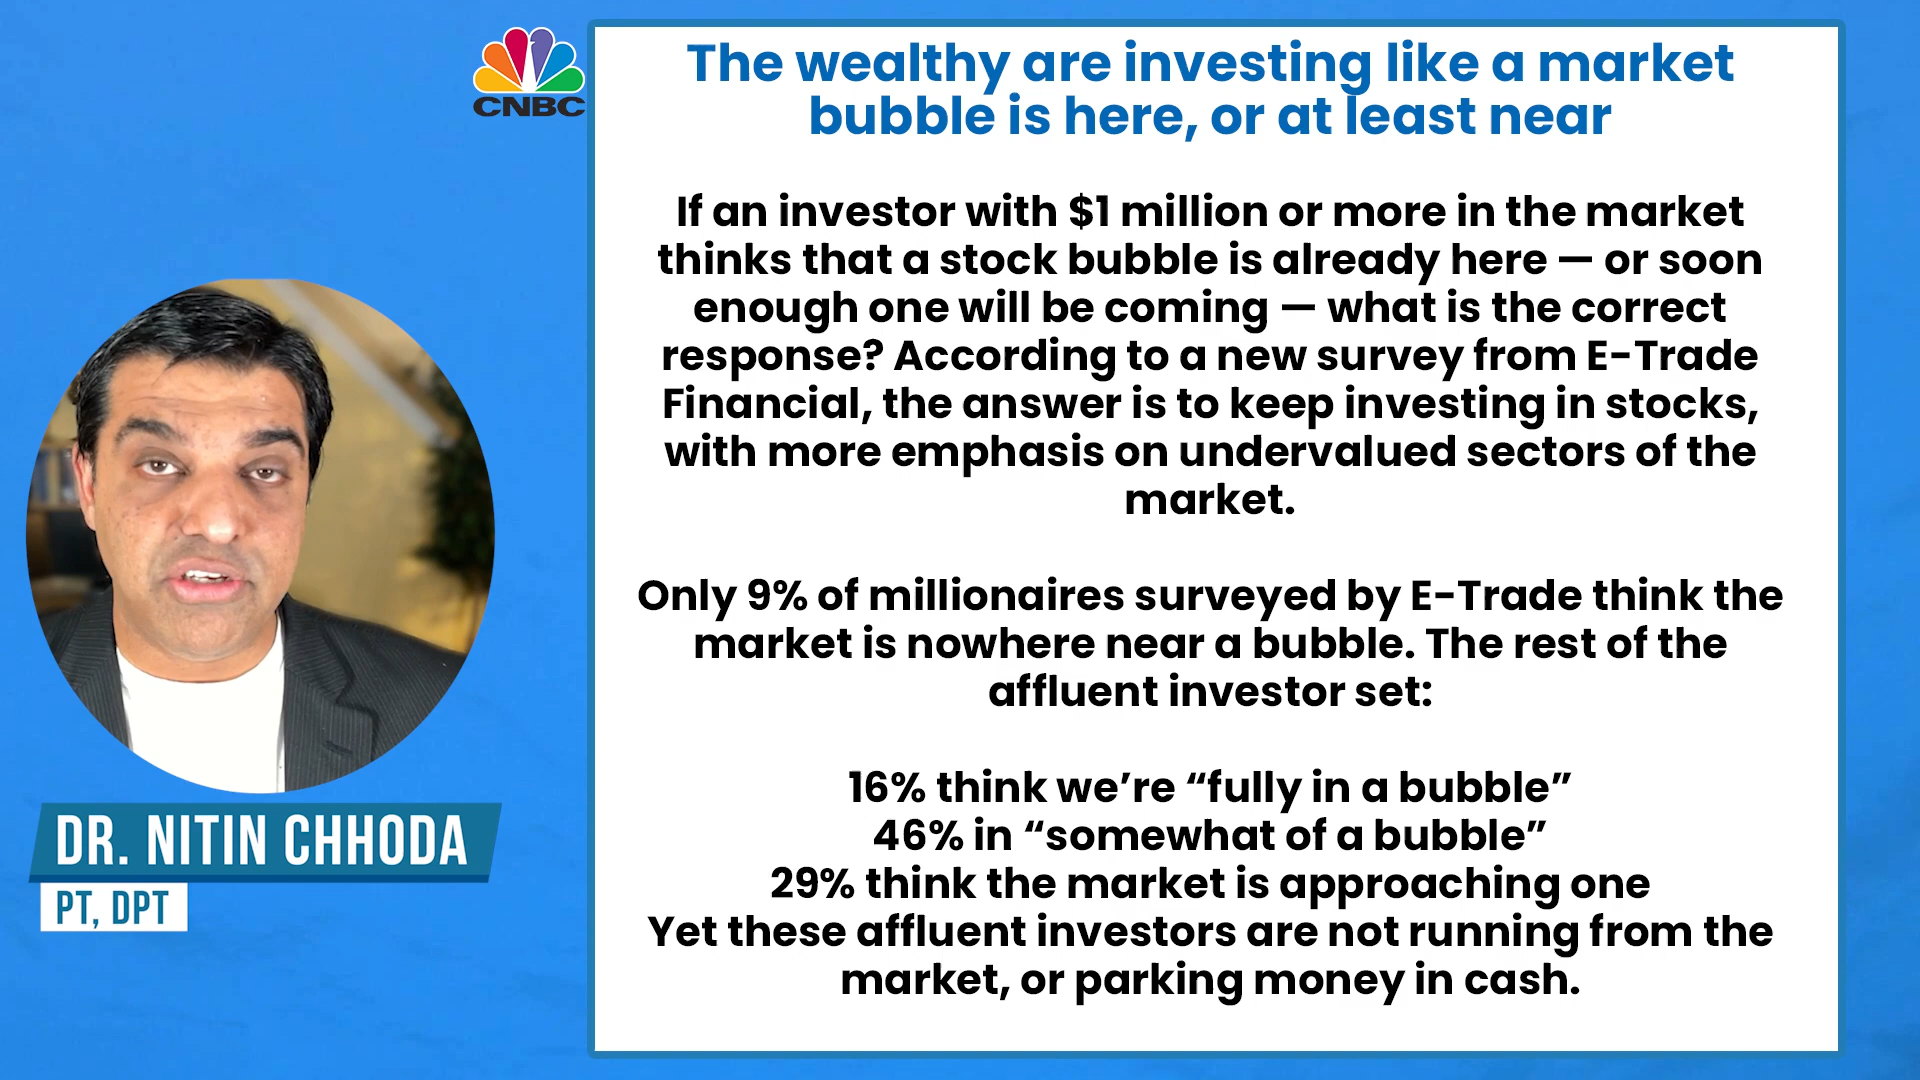 CNBC
The wealthy are investing like a market
bubble is here, or at least near
If an investor with $1 million or more in the market
thinks that a stock bubble is already here — or soon
enough one will be coming — what is the correct
response? According to a new survey from E-Trade
Financial, the answer is to keep investing in stocks,
with more emphasis on undervalued sectors of the
market.
Only 9% of millionaires surveyed by E-Trade think the
market is nowhere near a bubble. The rest of the
affluent investor set:
16% think we’re “fully in a bubble”
46% in “somewhat of a bubble”
29% think the market is approaching one
Yet these affluent investors are not running from the
market, or parking money in cash.
DR. NITIN CHHODA
PT, DPT